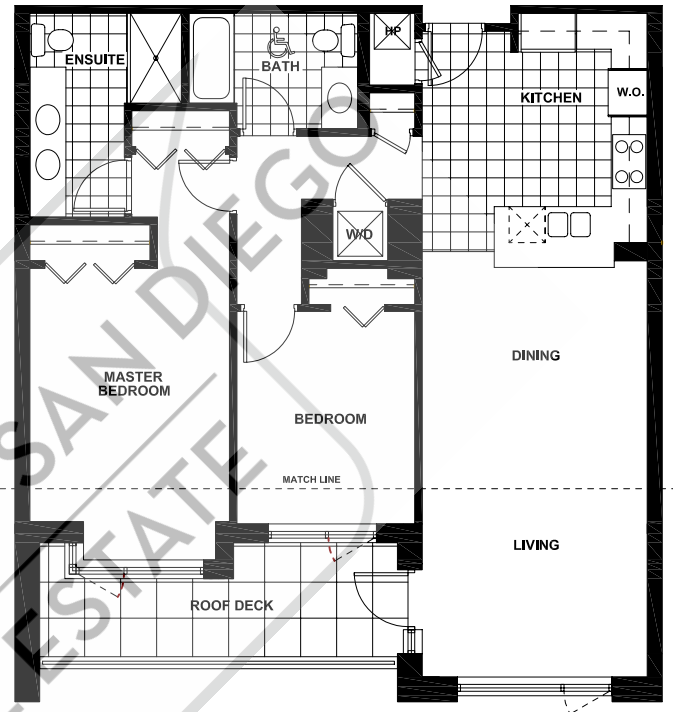 ENSUITE
BATH
HP
KITCHEN
W.O.
W/D
MASTER
BEDROOM
BEDROOM
DINING
MATCH LINE
LIVING
ROOF DECK
SAN DIEGO
ESTATE